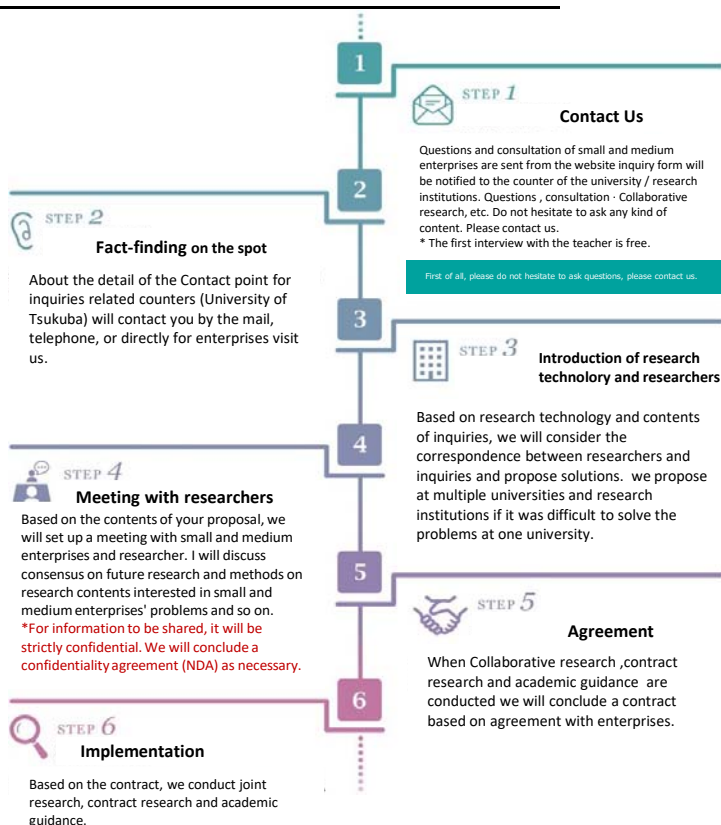 1
STEP 1
Contact Us
Questions and consultation of small and medium
enterprises are sent from the website inquiry form will
be notified to the counter of the university / research
institutions. Questions , consultation · Collaborative
research, etc. Do not hesitate to ask any kind of
content. Please contact us.
* The first interview with the teacher is free.
First of all, please do not hesitate to ask questions, please contact us.
2
STEP 2
Fact-finding on the spot
About the detail of the Contact point for
inquiries related counters (University of
Tsukuba) will contact you by the mail,
telephone, or directly for enterprises visit
us.
3
STEP 3
Introduction of research
technolory and researchers
Based on research technology and contents
of inquiries, we will consider the
correspondence between researchers and
inquiries and propose solutions. we propose
at multiple universities and research
institutions if it was difficult to solve the
problems at one university.
4
STEP 4
Meeting with researchers
Based on the contents of your proposal, we
will set up a meeting with small and medium
enterprises and researcher. I will discuss
consensus on future research and methods on
research contents interested in small and
medium enterprises' problems and so on.
*For information to be shared, it will be
strictly confidential. We will conclude a
confidentiality agreement (NDA) as necessary.
5
STEP 5
Agreement
When Collaborative research ,contract
research and academic guidance are
conducted we will conclude a contract
based on agreement with enterprises.
6
STEP 6
Implementation
Based on the contract, we conduct joint
research, contract research and academic
guidance.